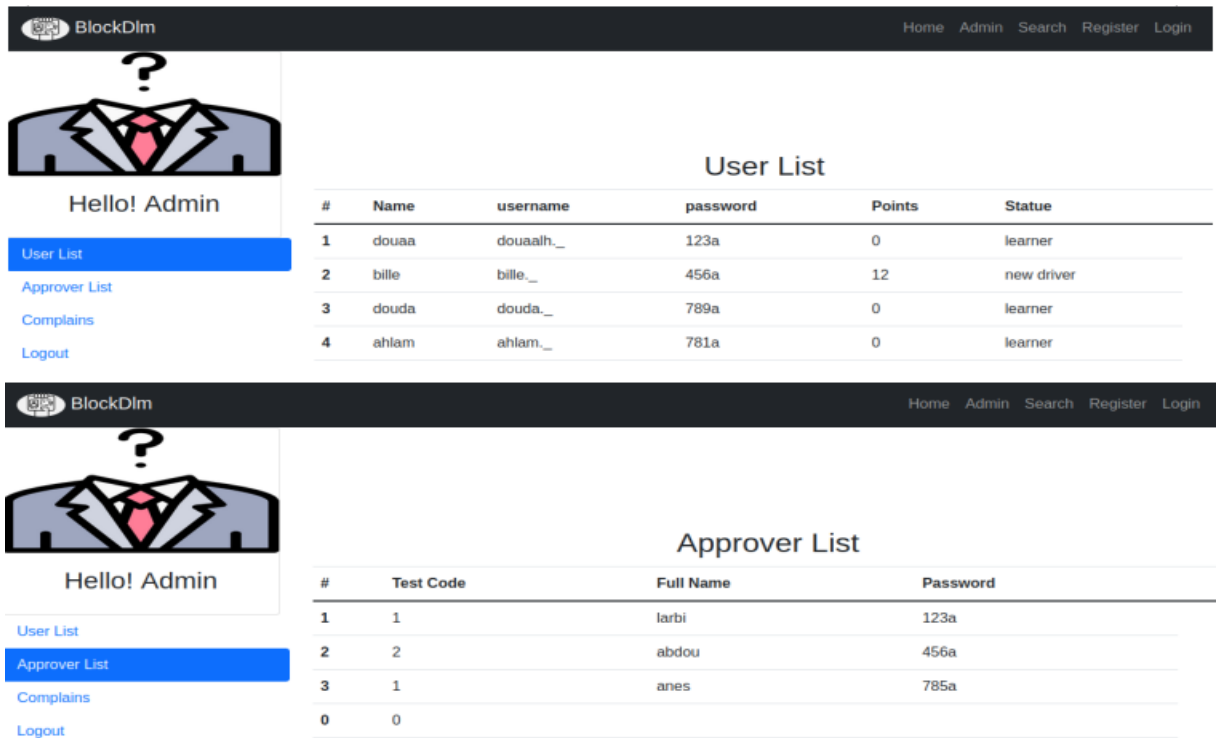 BlockDlm Home Admin Search Register Login
?
User List
Hello! Admin
# Name username password Points Statue
1 douaa douaalh._ 123a 0 learner
User List
2 bille bille._ 456a 12 new driver
Approver List
3 douda douda._ 789a 0 learner
Complains
4 ahlam ahlam._ 781a 0 learner
Logout
BlockDlm Home Admin Search Register Login
?
Approver List
Hello! Admin
# Test Code Full Name Password
1 1 larbi 123a
User List
2 2 abdou 456a
Approver List
3 1 anes 785a
Complains
0 0
Logout